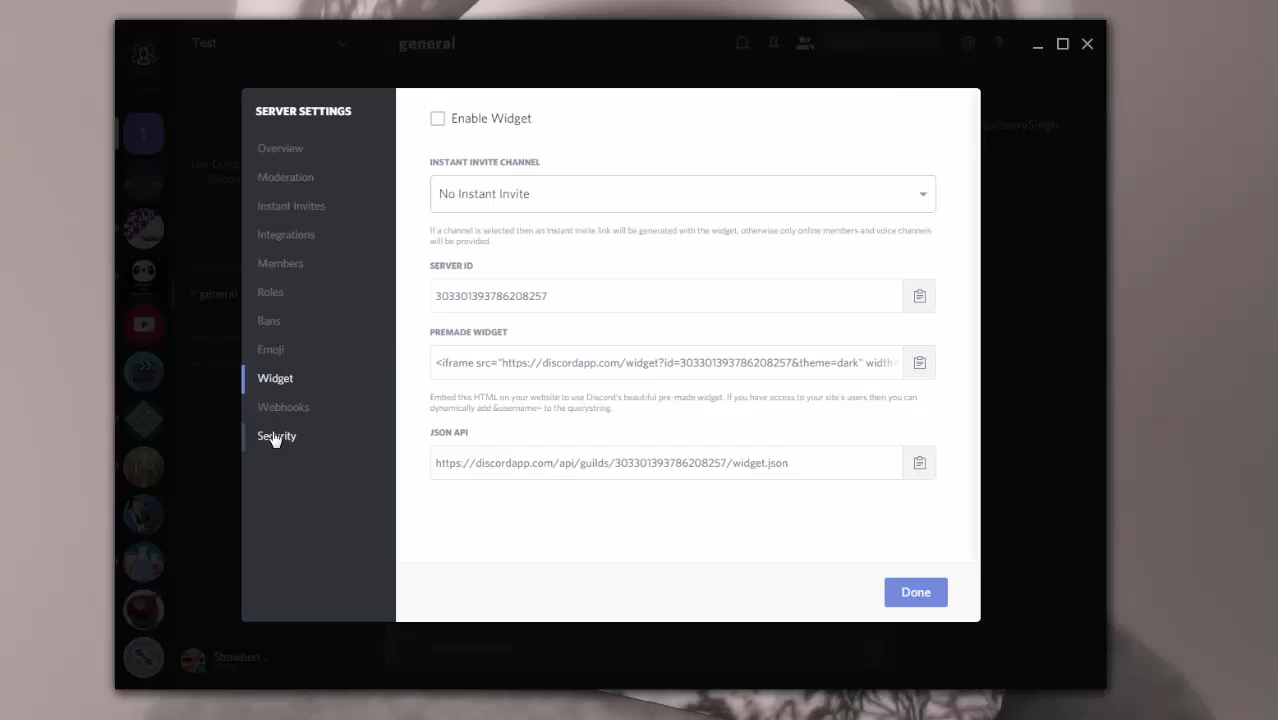 Test
general
SERVER SETTINGS
Overview
Moderation
Instant Invites
Integrations
Members
Roles
Bans
Emoji
Widget
Webhooks
Security
Enable Widget
INSTANT INVITE CHANNEL
No Instant Invite
If a channel is selected then an Instant Invite link will be generated with the widget, otherwise only online members and voice channels
will be provided.
SERVER ID
303301393786208257
PREMADE WIDGET
<iframe src="https://discordapp.com/widget?id=303301393786208257&theme=dark" width=
Embed this HTML on your website to use Discord's beautiful pre-made widget. If you have access to your site's users then you can
dynamically add &username= to the querystring.
JSON API
https://discordapp.com/api/guilds/303301393786208257/widget.json
Done
general
Strawberr...